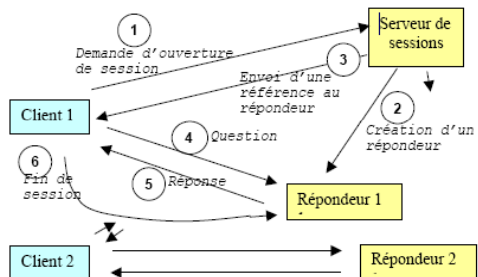 1
Demande d'ouverture
de session
Serveur de
sessions
3
Envoi d'une
référence au
répondeur
Client 1
2
Création d'un
répondeur
4
Question
6
Fin de
session
5
Réponse
Répondeur 1
Client 2
Répondeur 2